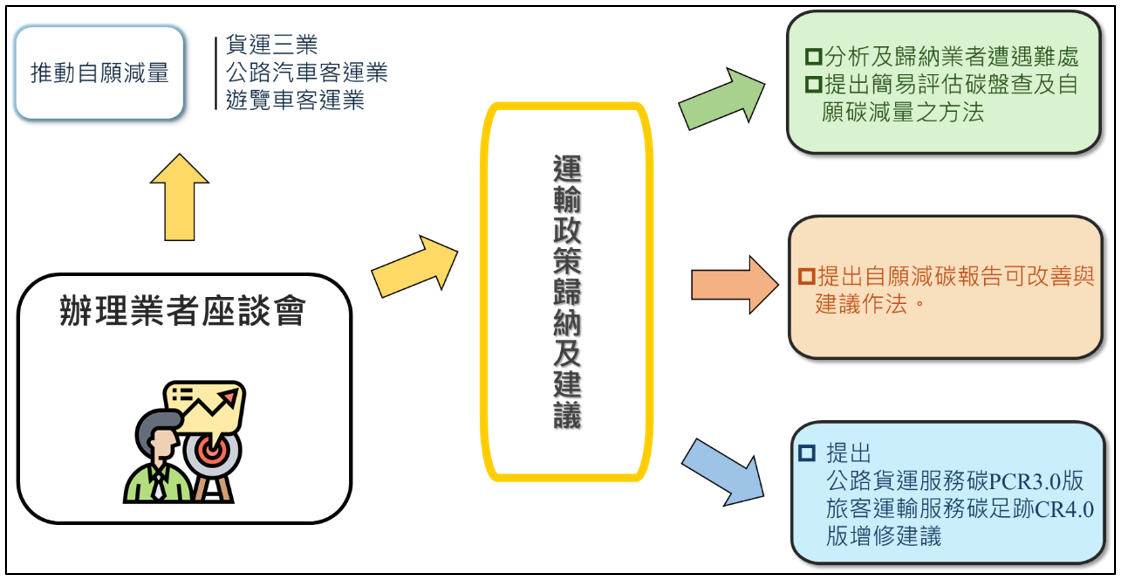 推動自願減量
貨運三業
公路汽車客運業
遊覽車客運業
辦理業者座談會
運輸政策歸納及建議
分析及歸納業者遭遇難處
提出簡易評估碳盤查及自
願碳減量之方法
提出自願減碳報告可改善與
建議作法。
提出
公路貨運服務碳PCR3.0版
旅客運輸服務碳足跡CR4.0
版增修建議